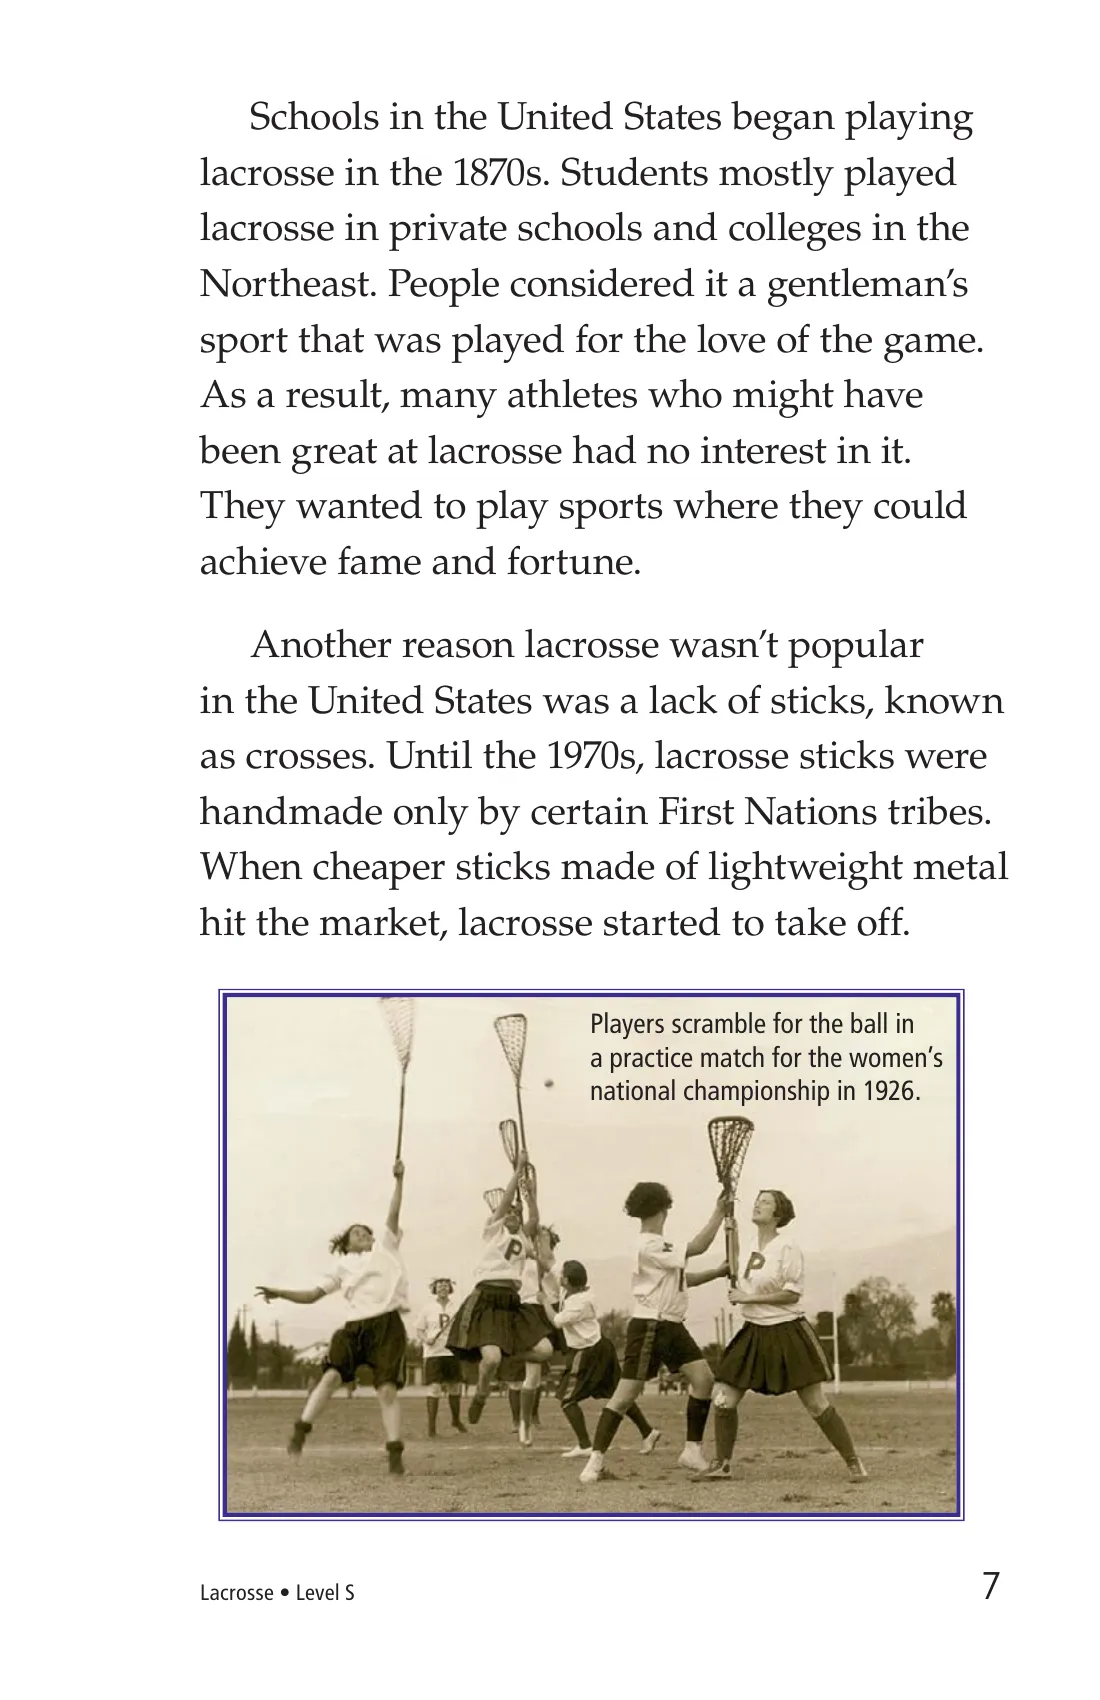 Schools in the United States began playing
lacrosse in the 1870s. Students mostly played
lacrosse in private schools and colleges in the
Northeast. People considered it a gentleman’s
sport that was played for the love of the game.
As a result, many athletes who might have
been great at lacrosse had no interest in it.
They wanted to play sports where they could
achieve fame and fortune.
Another reason lacrosse wasn’t popular
in the United States was a lack of sticks, known
as crosses. Until the 1970s, lacrosse sticks were
handmade only by certain First Nations tribes.
When cheaper sticks made of lightweight metal
hit the market, lacrosse started to take off.
Players scramble for the ball in
a practice match for the women’s
national championship in 1926.
P
P
P
Lacrosse • Level S
7